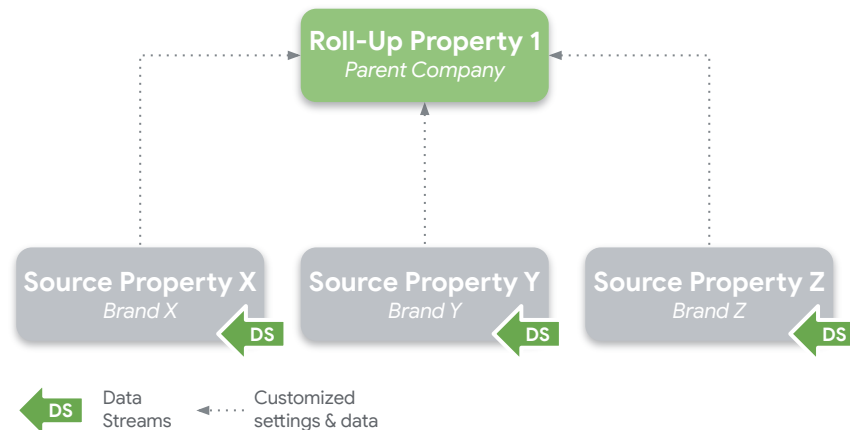 Roll-Up Property 1
Parent Company
Source Property X
Brand X
DS
Source Property Y
Brand Y
DS
Source Property Z
Brand Z
DS
DS
Data
Streams
Customized
settings & data